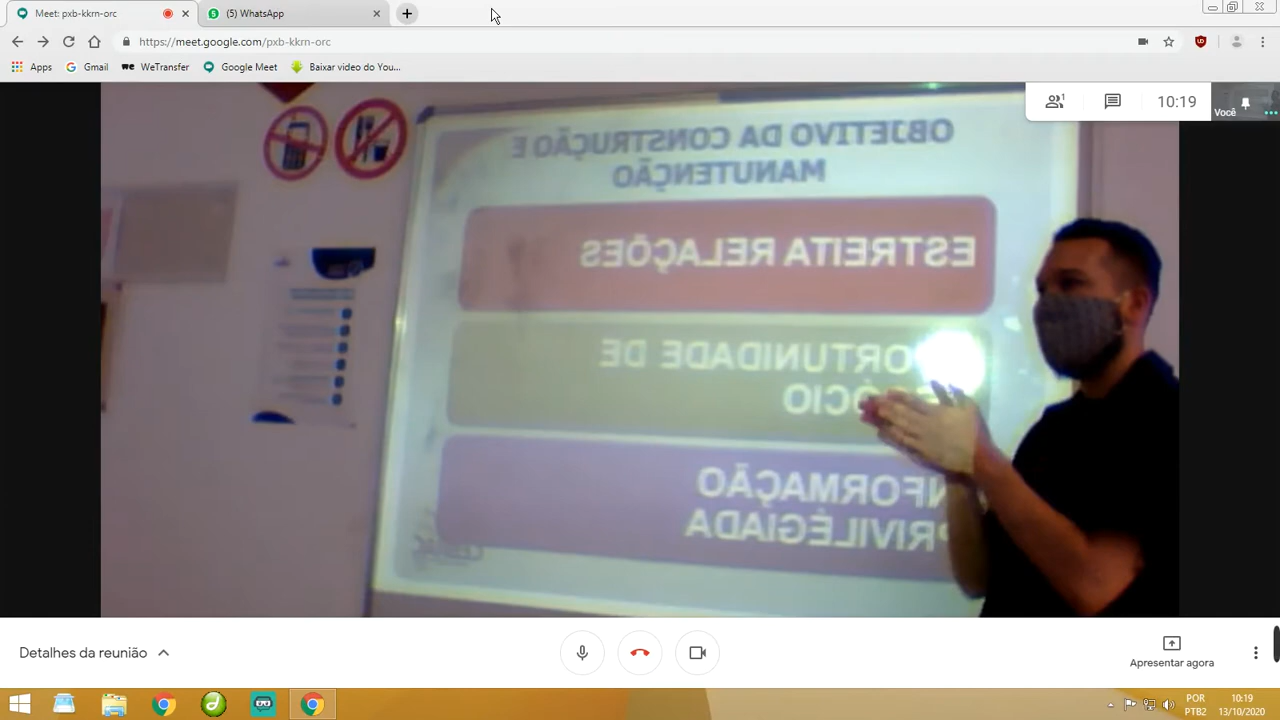 Meet: pxb-kkrn-orc
(5) WhatsApp
https://meet.google.com/pxb-kkrn-orc
Apps
Gmail
WeTransfer
Google Meet
Baixar video do You...
1
10:19
Você
OBJETIVO DA CONSTRUÇÃO E
MANUTENÇÃO
ESTREITA RELAÇÕES
ORTUNIDADE DE
ÓCIO
NFORMAÇÃO
PRIVILEGIADA
Detalhes da reunião
Apresentar agora
POR
PTB2
10:19
13/10/2020